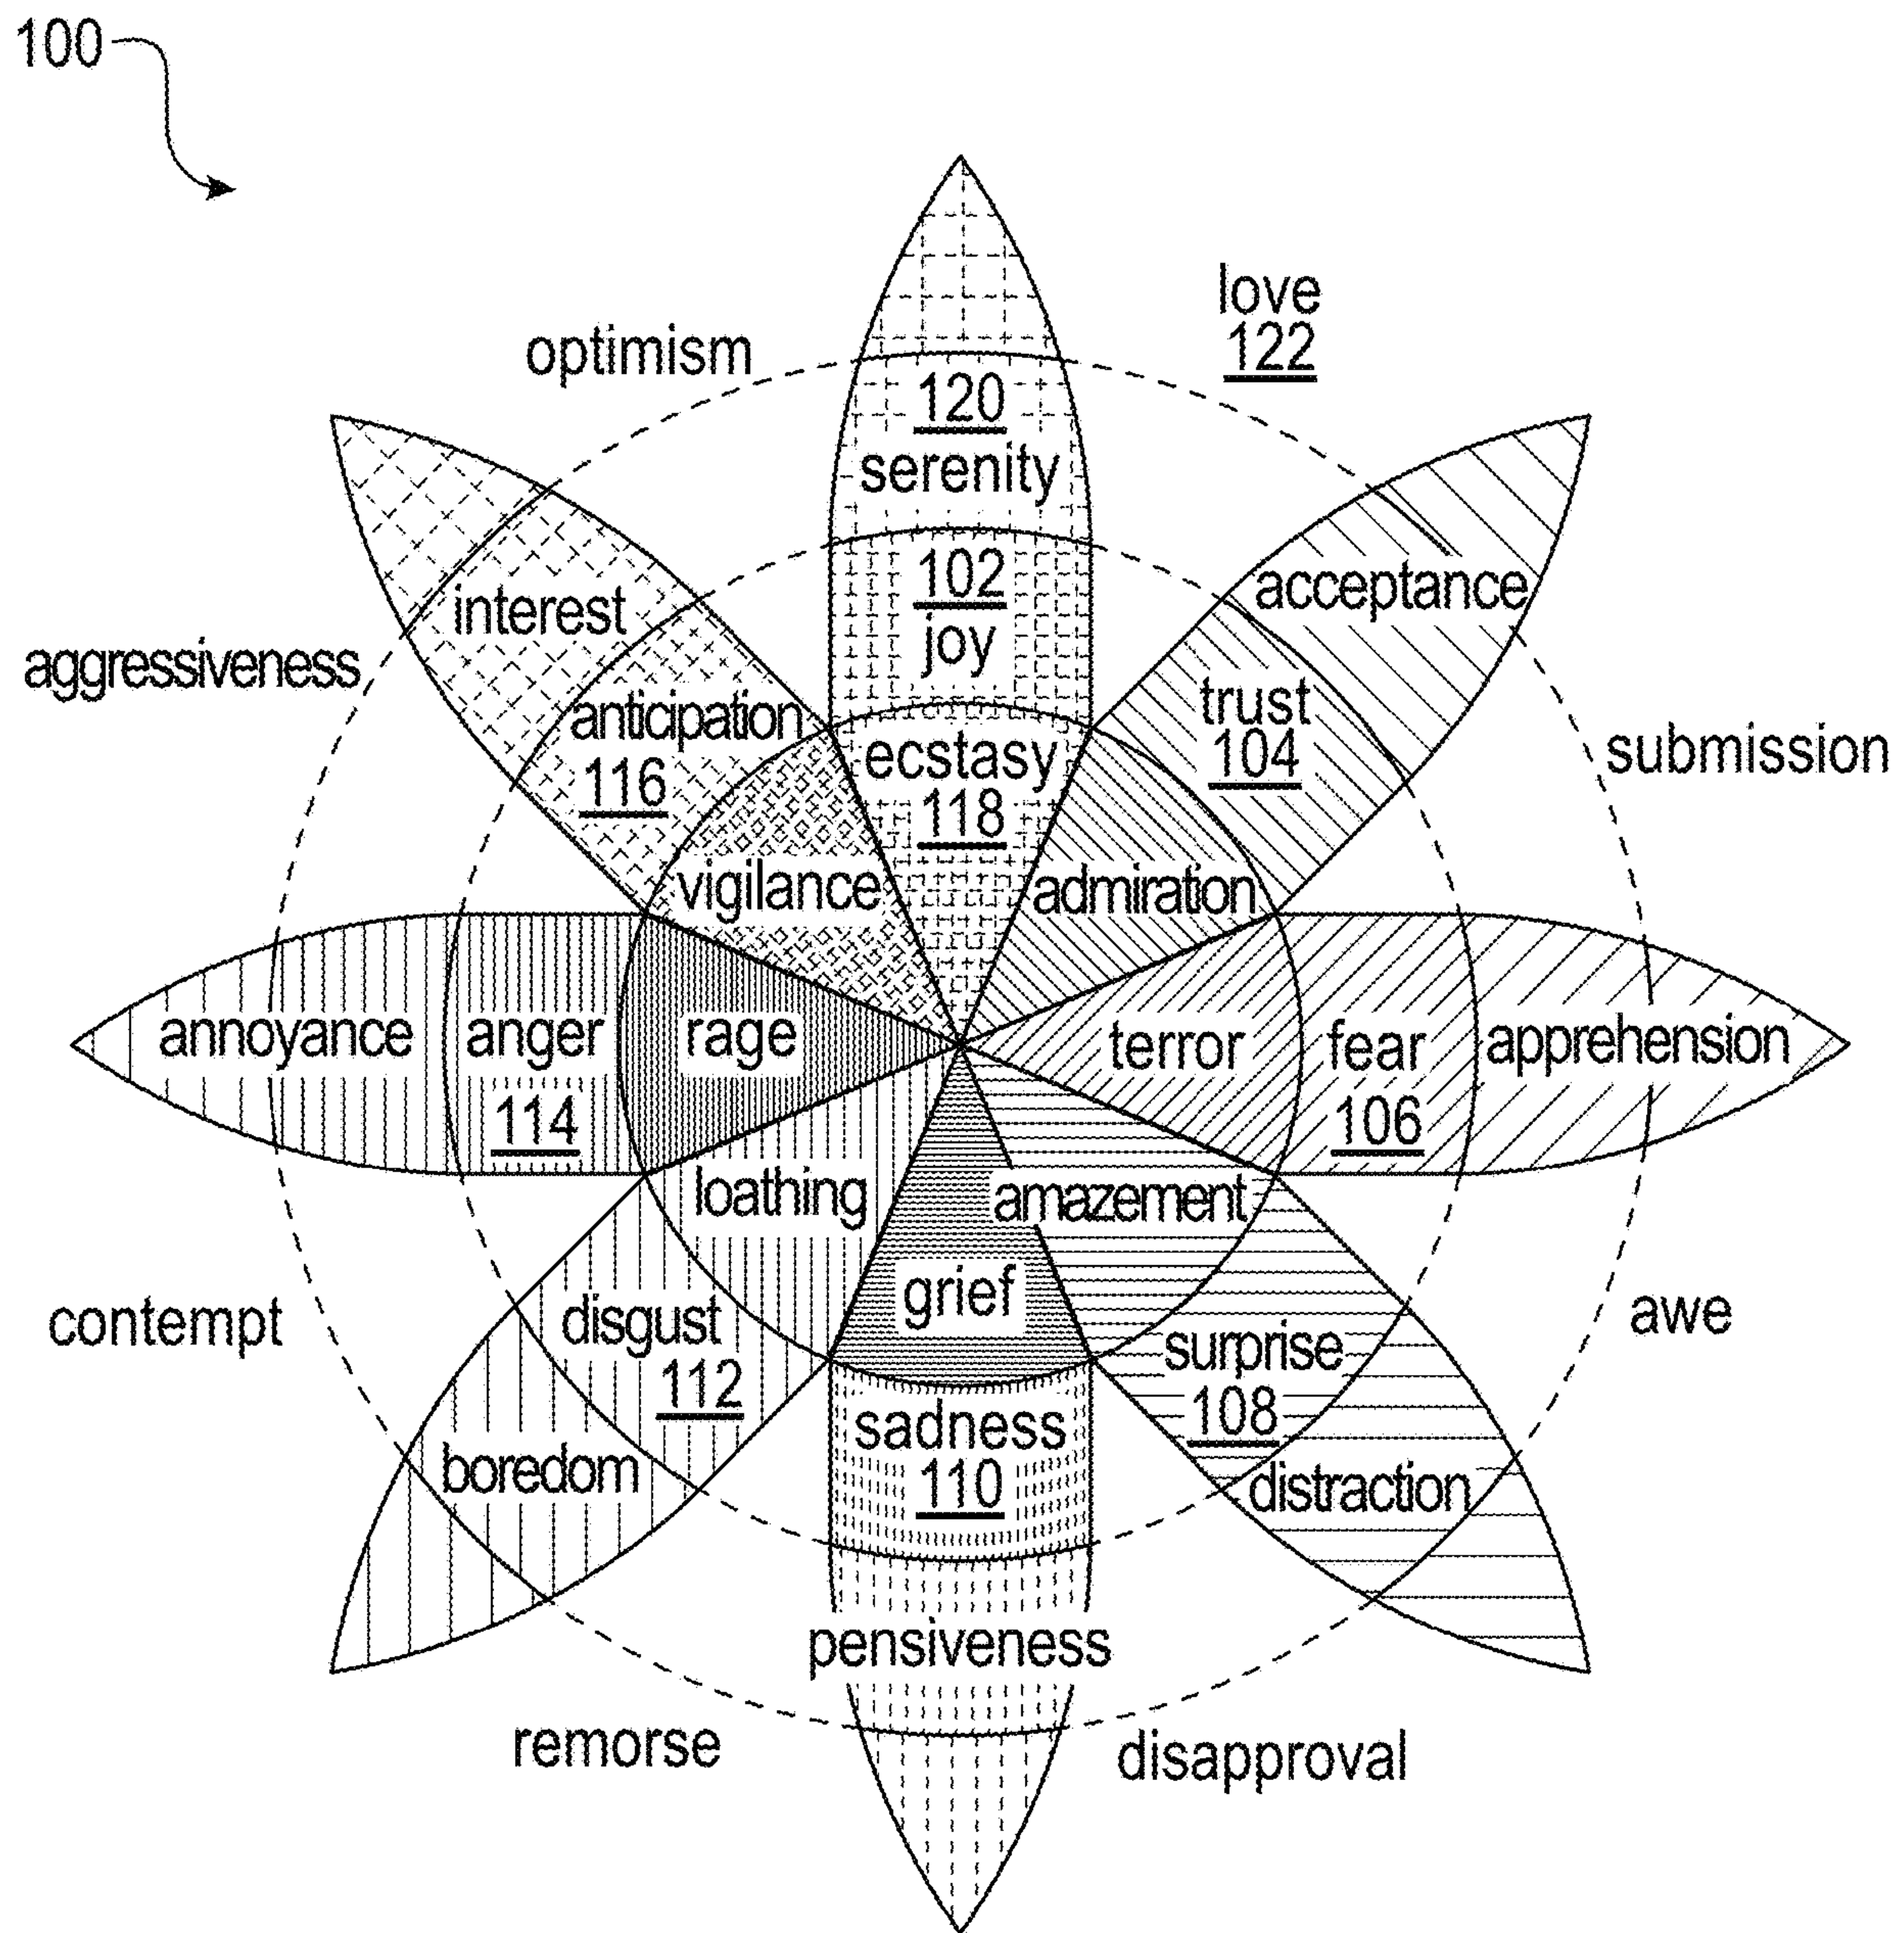 100
love
122
optimism
120
serenity
102
joy
interest
acceptance
aggressiveness
anticipation
116
trust
104
submission
ecstasy
118
vigilance
admiration
annoyance
anger
114
rage
terror
fear
106
apprehension
loathing
amazement
contempt
grief
awe
disgust
112
surprise
108
sadness
110
boredom
distraction
pensiveness
remorse
disapproval